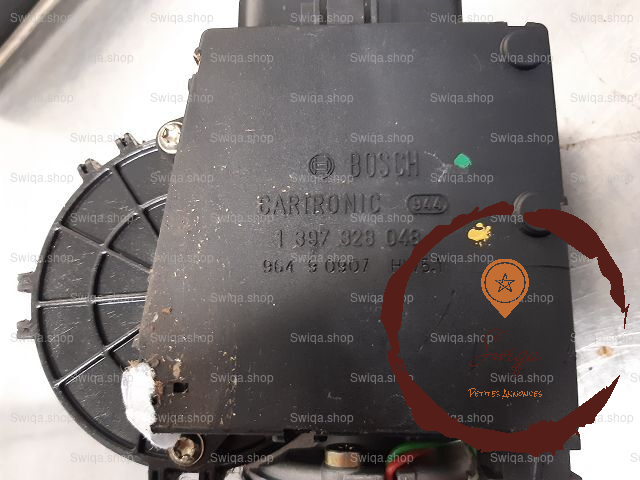 Swiqa.shop
BOSCH
CARTRONIC 944
1 397 328 048
964 9 0907
Petites Annonces